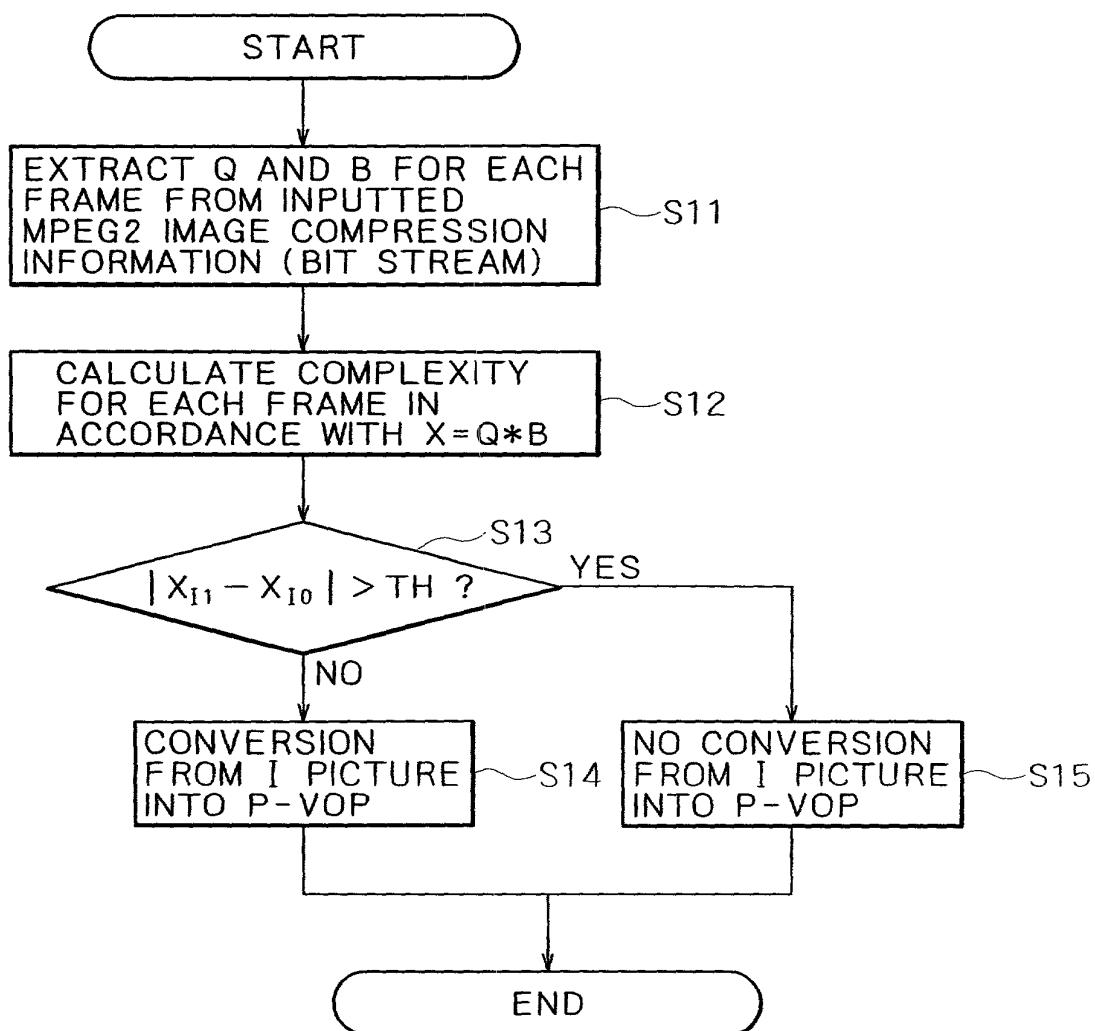 START
EXTRACT Q AND B FOR EACH
FRAME FROM INPUTTED
MPEG2 IMAGE COMPRESSION
INFORMATION (BIT STREAM)
S11
CALCULATE COMPLEXITY
FOR EACH FRAME IN
ACCORDANCE WITH X=Q*B
S12
S13
| X_I1 − X_I0 | > TH ?
YES
NO
CONVERSION
FROM I PICTURE
INTO P-VOP
S14
NO CONVERSION
FROM I PICTURE
INTO P-VOP
S15
END